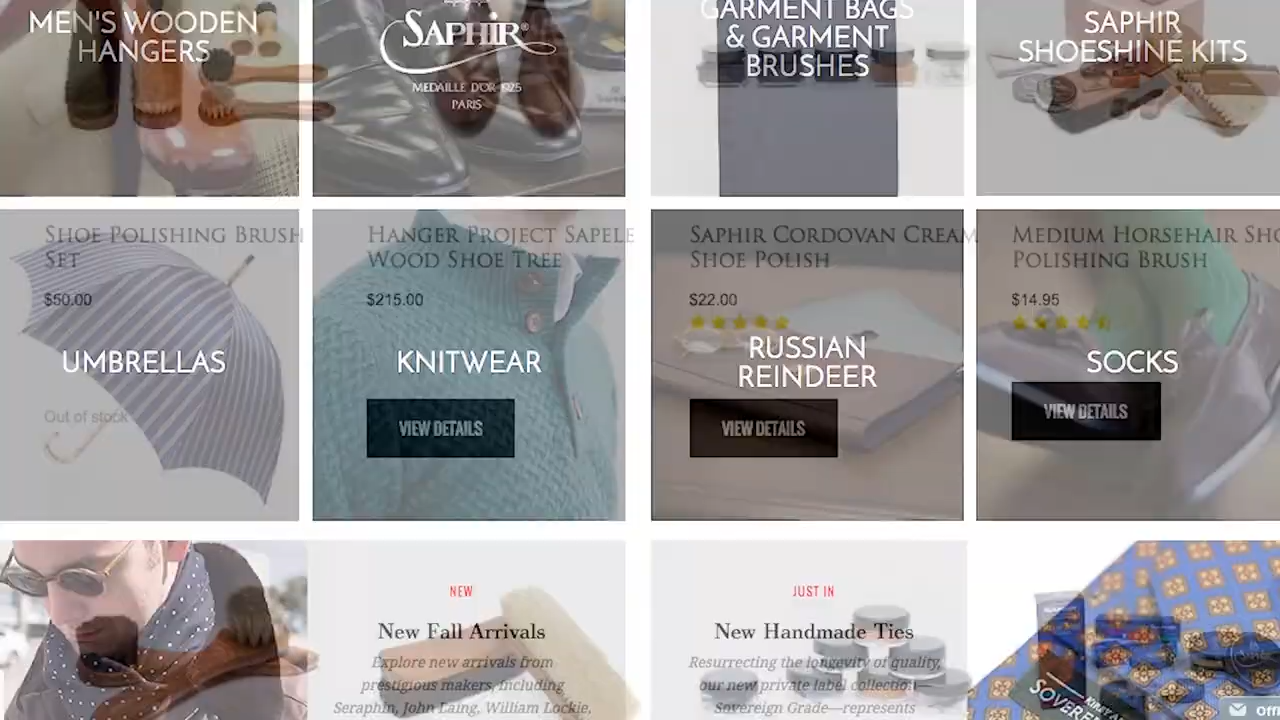 MEN'S WOODEN
HANGERS
SAPHIR®
MEDAILLE D'OR 1925
PARIS
GARMENT BAGS
& GARMENT
BRUSHES
SAPHIR
SHOESHINE KITS
SHOE POLISHING BRUSH
SET
$50.00
UMBRELLAS
Out of stock
HANGER PROJECT SAPELE
WOOD SHOE TREE
$215.00
KNITWEAR
VIEW DETAILS
SAPHIR CORDOVAN CREAM
SHOE POLISH
$22.00
RUSSIAN
REINDEER
VIEW DETAILS
MEDIUM HORSEHAIR SHO
POLISHING BRUSH
$14.95
SOCKS
VIEW DETAILS
NEW
New Fall Arrivals
Explore new arrivals from
prestigious makers, including
Seraphin, John Laing, William Lockie,
JUST IN
New Handmade Ties
Resurrecting the longevity of quality,
our new private label collection—
Sovereign Grade—represents
SOVERE
Offl